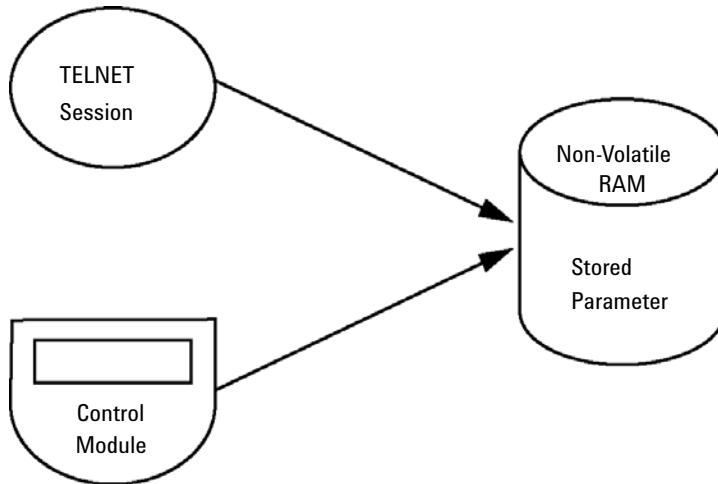 TELNET
Session
Non-Volatile
RAM
Stored
Parameter
Control
Module